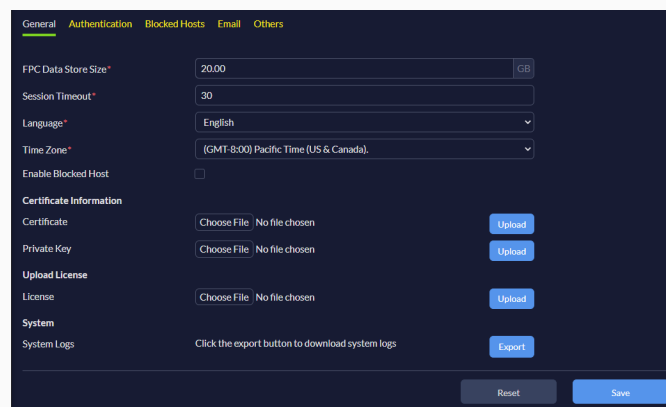 General Authentication Blocked Hosts Email Others
FPC Data Store Size* 20.00 GB
Session Timeout* 30
Language* English
Time Zone* (GMT-8:00) Pacific Time (US & Canada).
Enable Blocked Host
Certificate Information
Certificate Choose File No file chosen Upload
Private Key Choose File No file chosen Upload
Upload License
License Choose File No file chosen Upload
System
System Logs Click the export button to download system logs Export
Reset Save